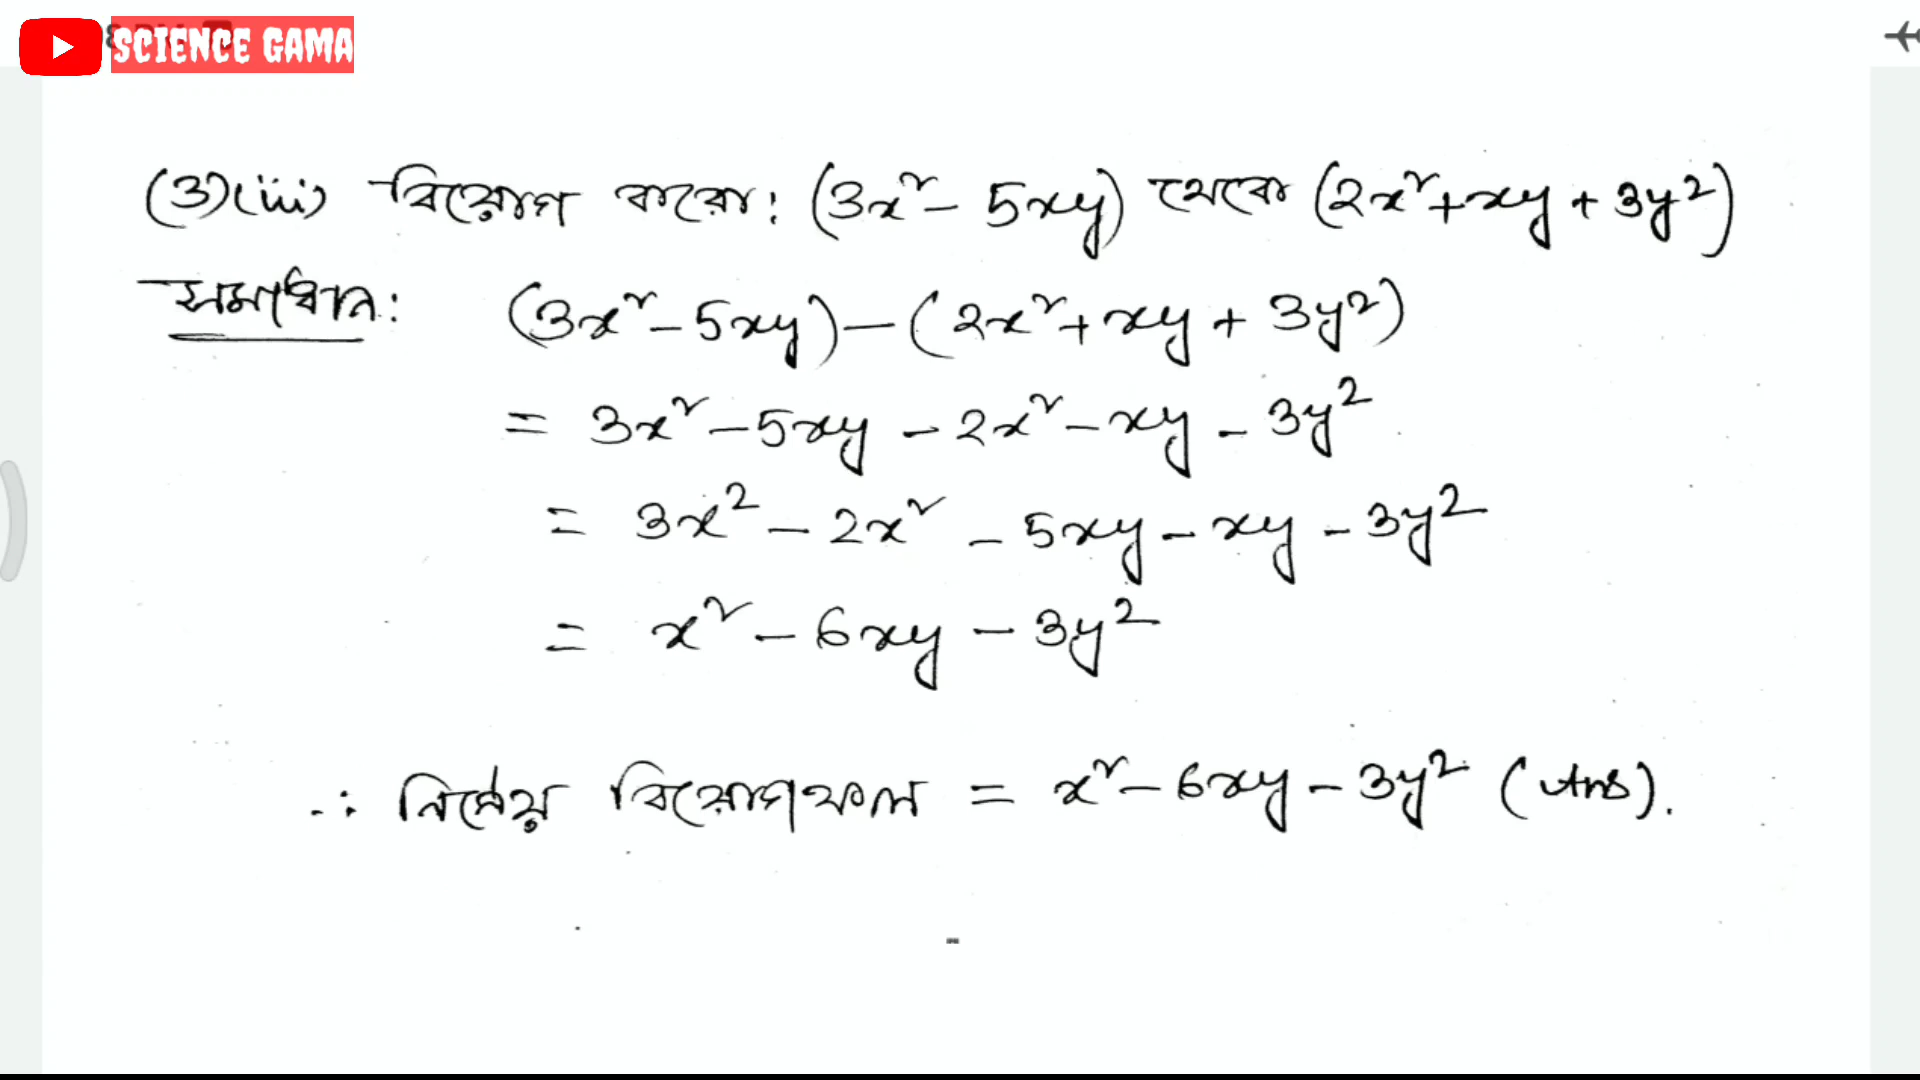 SCIENCE GAMA
(3)(iii) বিয়োগ করো: (3x² - 5xy) থেকে (2x² + xy + 3y²)
সমাধান: (3x² - 5xy) - (2x² + xy + 3y²)
= 3x² - 5xy - 2x² - xy - 3y²
= 3x² - 2x² - 5xy - xy - 3y²
= x² - 6xy - 3y²
∴ নির্ণেয় বিয়োগফল = x² - 6xy - 3y² (Ans).